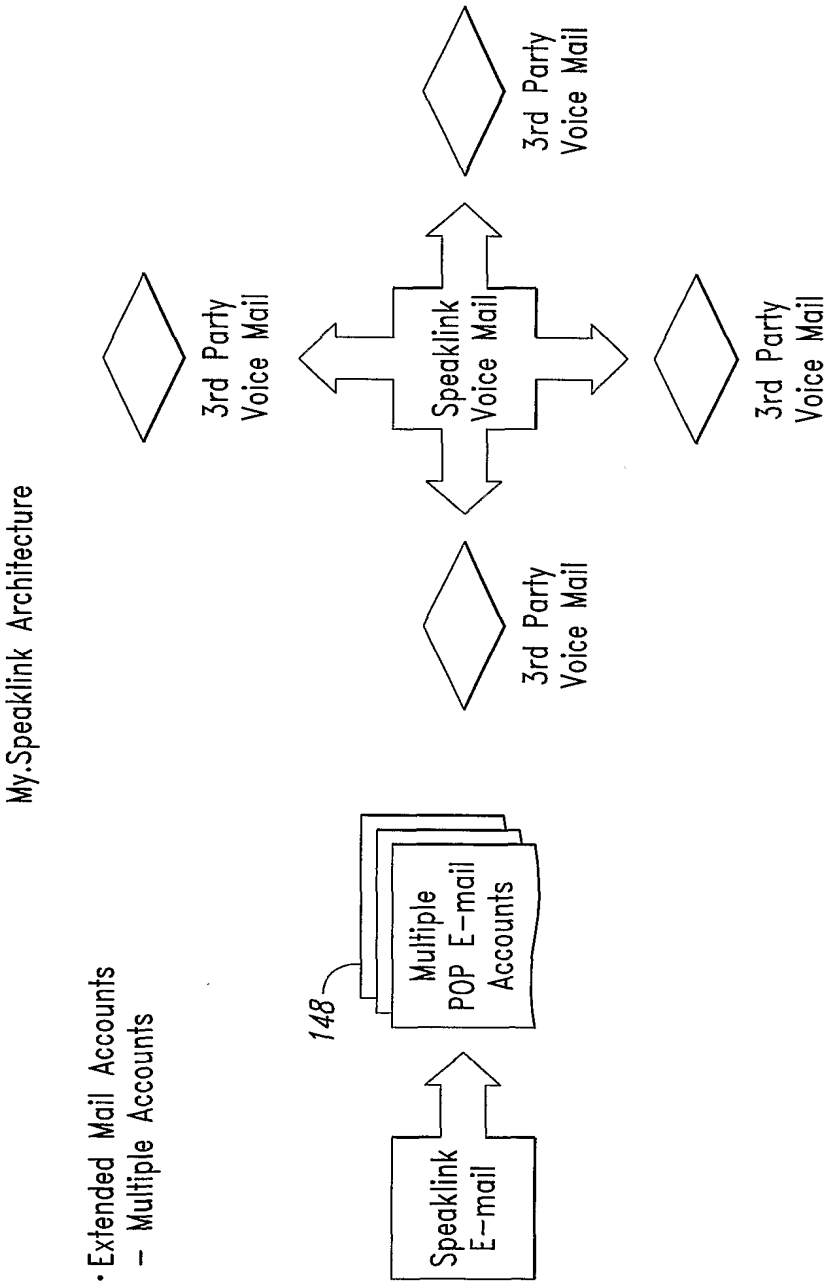 My.Speaklink Architecture
• Extended Mail Accounts
– Multiple Accounts
Speaklink
E-mail
148
Multiple
POP E-mail
Accounts
3rd Party
Voice Mail
3rd Party
Voice Mail
Speaklink
Voice Mail
3rd Party
Voice Mail
3rd Party
Voice Mail